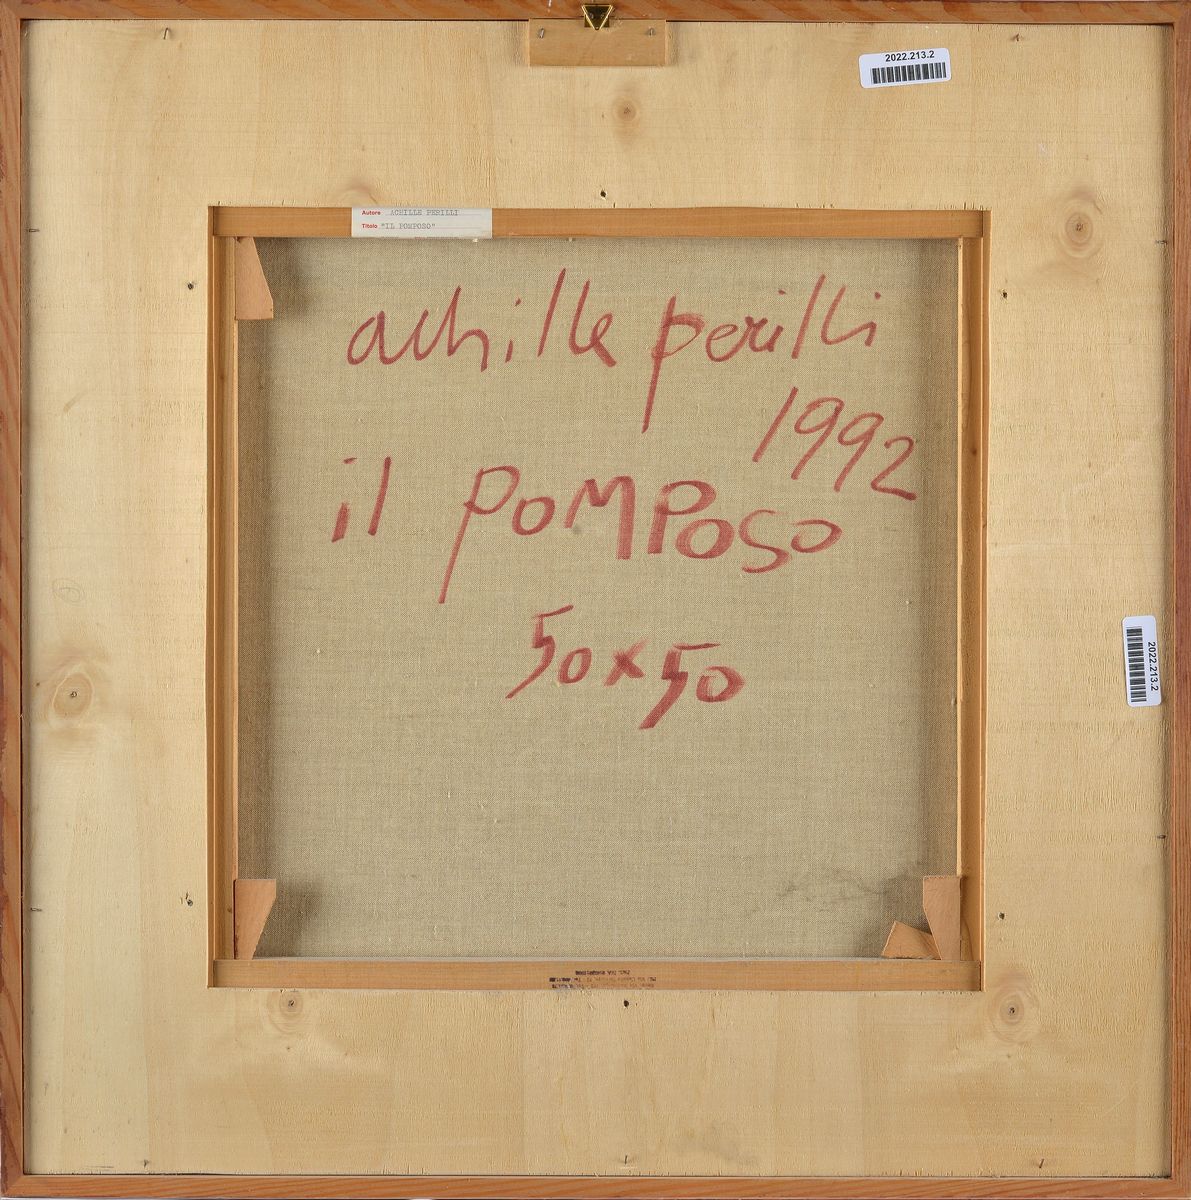 2022.213.2
Autore ACHILLE PERILLI
Titolo "IL POMPOSO"
achille perilli
1992
il POMPOSO
50x50
2022.213.2